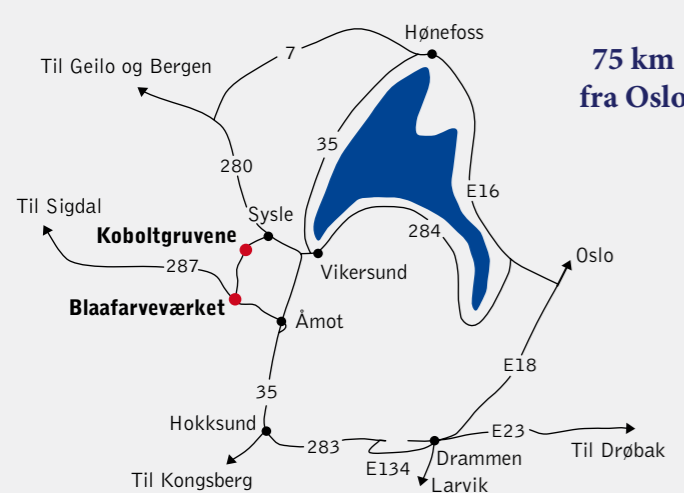 Hønefoss
7
75 km
fra Oslo
Til Geilo og Bergen
35
280
E16
Til Sigdal
Sysle
Koboltgruvene
284
Oslo
287
Vikersund
Blaafarveværket
Åmot
E18
35
Hokksund
283
E23
Til Drøbak
E134
Drammen
Til Kongsberg
Larvik